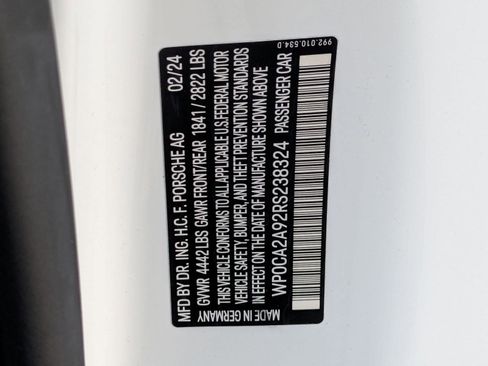 MFD BY DR. ING. H.C. F. PORSCHE AG 02/24
GVWR 4442 LBS GAWR FRONT/REAR 1841 / 2822 LBS
THIS VEHICLE CONFORMS TO ALL APPLICABLE U.S. FEDERAL MOTOR
VEHICLE SAFETY, BUMPER, AND THEFT PREVENTION STANDARDS
IN EFFECT ON THE DATE OF MANUFACTURE SHOWN ABOVE
WP0CA2A92RS238324 PASSENGER CAR
MADE IN GERMANY
992.010.534.D